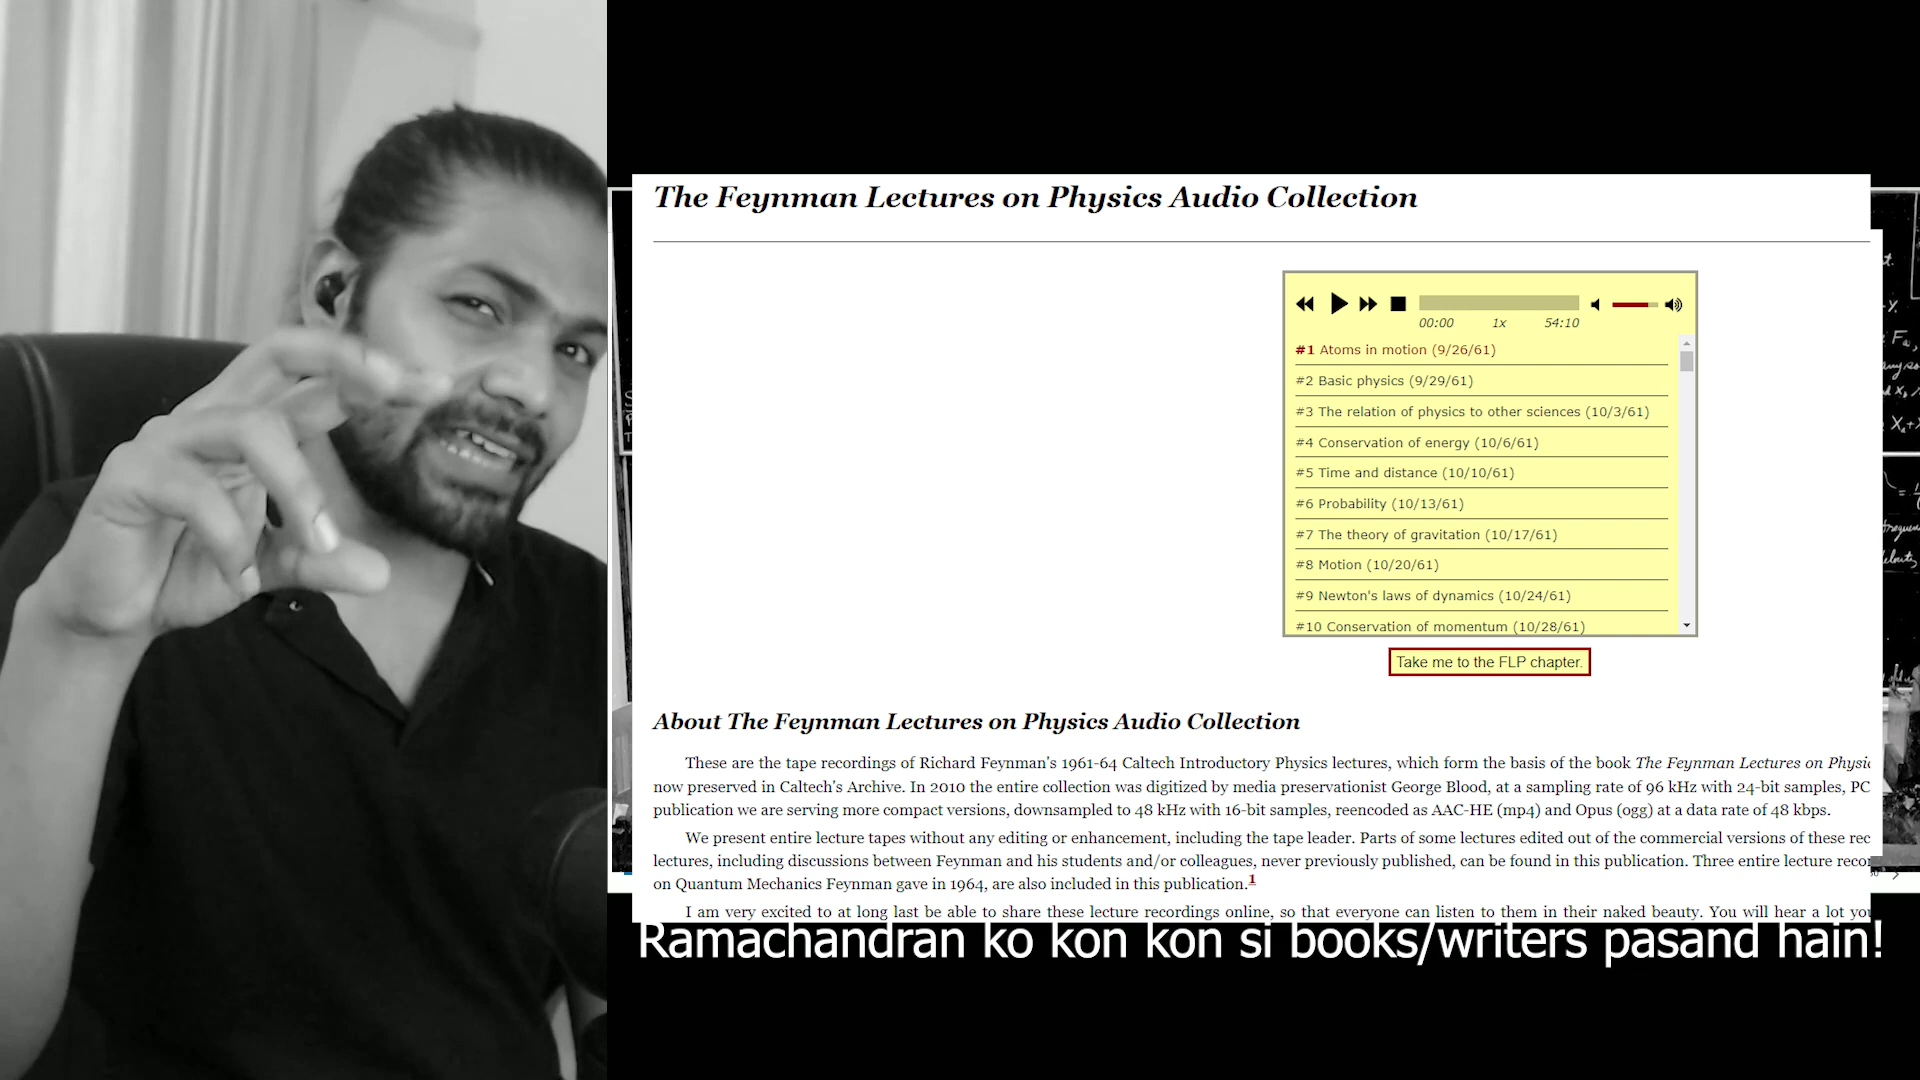 The Feynman Lectures on Physics Audio Collection
00:00 1x 54:10
#1 Atoms in motion (9/26/61)
#2 Basic physics (9/29/61)
#3 The relation of physics to other sciences (10/3/61)
#4 Conservation of energy (10/6/61)
#5 Time and distance (10/10/61)
#6 Probability (10/13/61)
#7 The theory of gravitation (10/17/61)
#8 Motion (10/20/61)
#9 Newton's laws of dynamics (10/24/61)
#10 Conservation of momentum (10/28/61)
Take me to the FLP chapter.
About The Feynman Lectures on Physics Audio Collection
These are the tape recordings of Richard Feynman's 1961-64 Caltech Introductory Physics lectures, which form the basis of the book The Feynman Lectures on Physic
now preserved in Caltech's Archive. In 2010 the entire collection was digitized by media preservationist George Blood, at a sampling rate of 96 kHz with 24-bit samples, PC
publication we are serving more compact versions, downsampled to 48 kHz with 16-bit samples, reencoded as AAC-HE (mp4) and Opus (ogg) at a data rate of 48 kbps.
We present entire lecture tapes without any editing or enhancement, including the tape leader. Parts of some lectures edited out of the commercial versions of these rec
lectures, including discussions between Feynman and his students and/or colleagues, never previously published, can be found in this publication. Three entire lecture reco
on Quantum Mechanics Feynman gave in 1964, are also included in this publication.1
I am very excited to at long last be able to share these lecture recordings online, so that everyone can listen to them in their naked beauty. You will hear a lot you
Ramachandran ko kon kon si books/writers pasand hain!